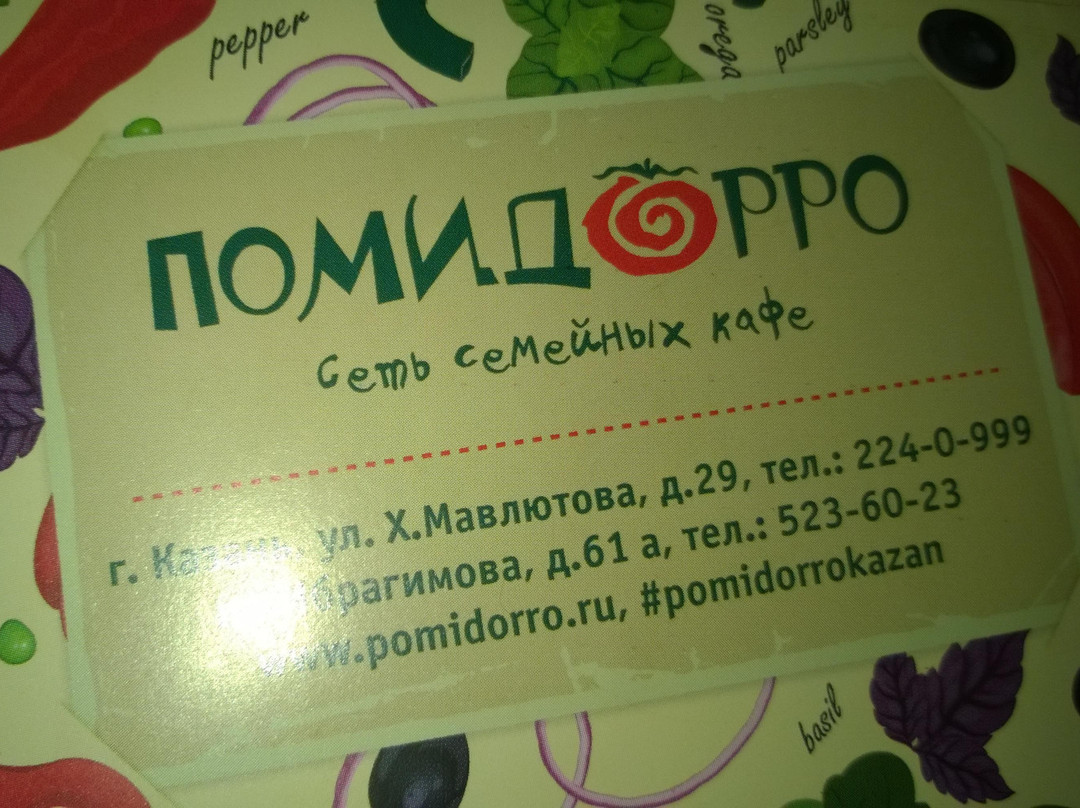 pepper
parsley
ПОМИДОРРО
сеть семейных кафе
г. Казань, ул. Х.Мавлютова, д.29, тел.: 224-0-999
д.61 а, тел.: 523-60-23
www.pomidorro.ru, #pomidorrokazan
basil